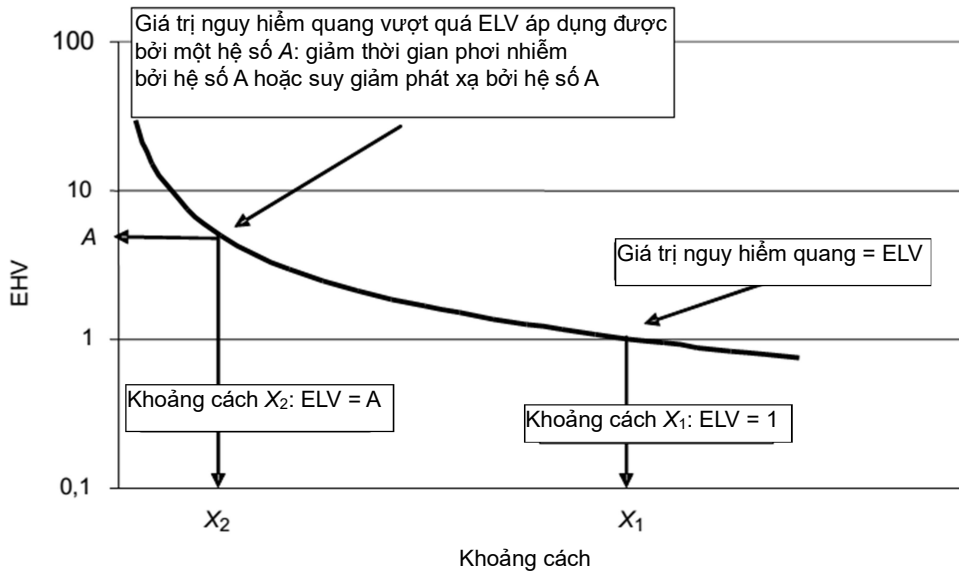 Giá trị nguy hiểm quang vượt quá ELV áp dụng được
bởi một hệ số A: giảm thời gian phơi nhiễm
bởi hệ số A hoặc suy giảm phát xạ bởi hệ số A
100
10
A
EHV
Giá trị nguy hiểm quang = ELV
1
Khoảng cách X₂: ELV = A
Khoảng cách X₁: ELV = 1
0,1
X₂
X₁
Khoảng cách